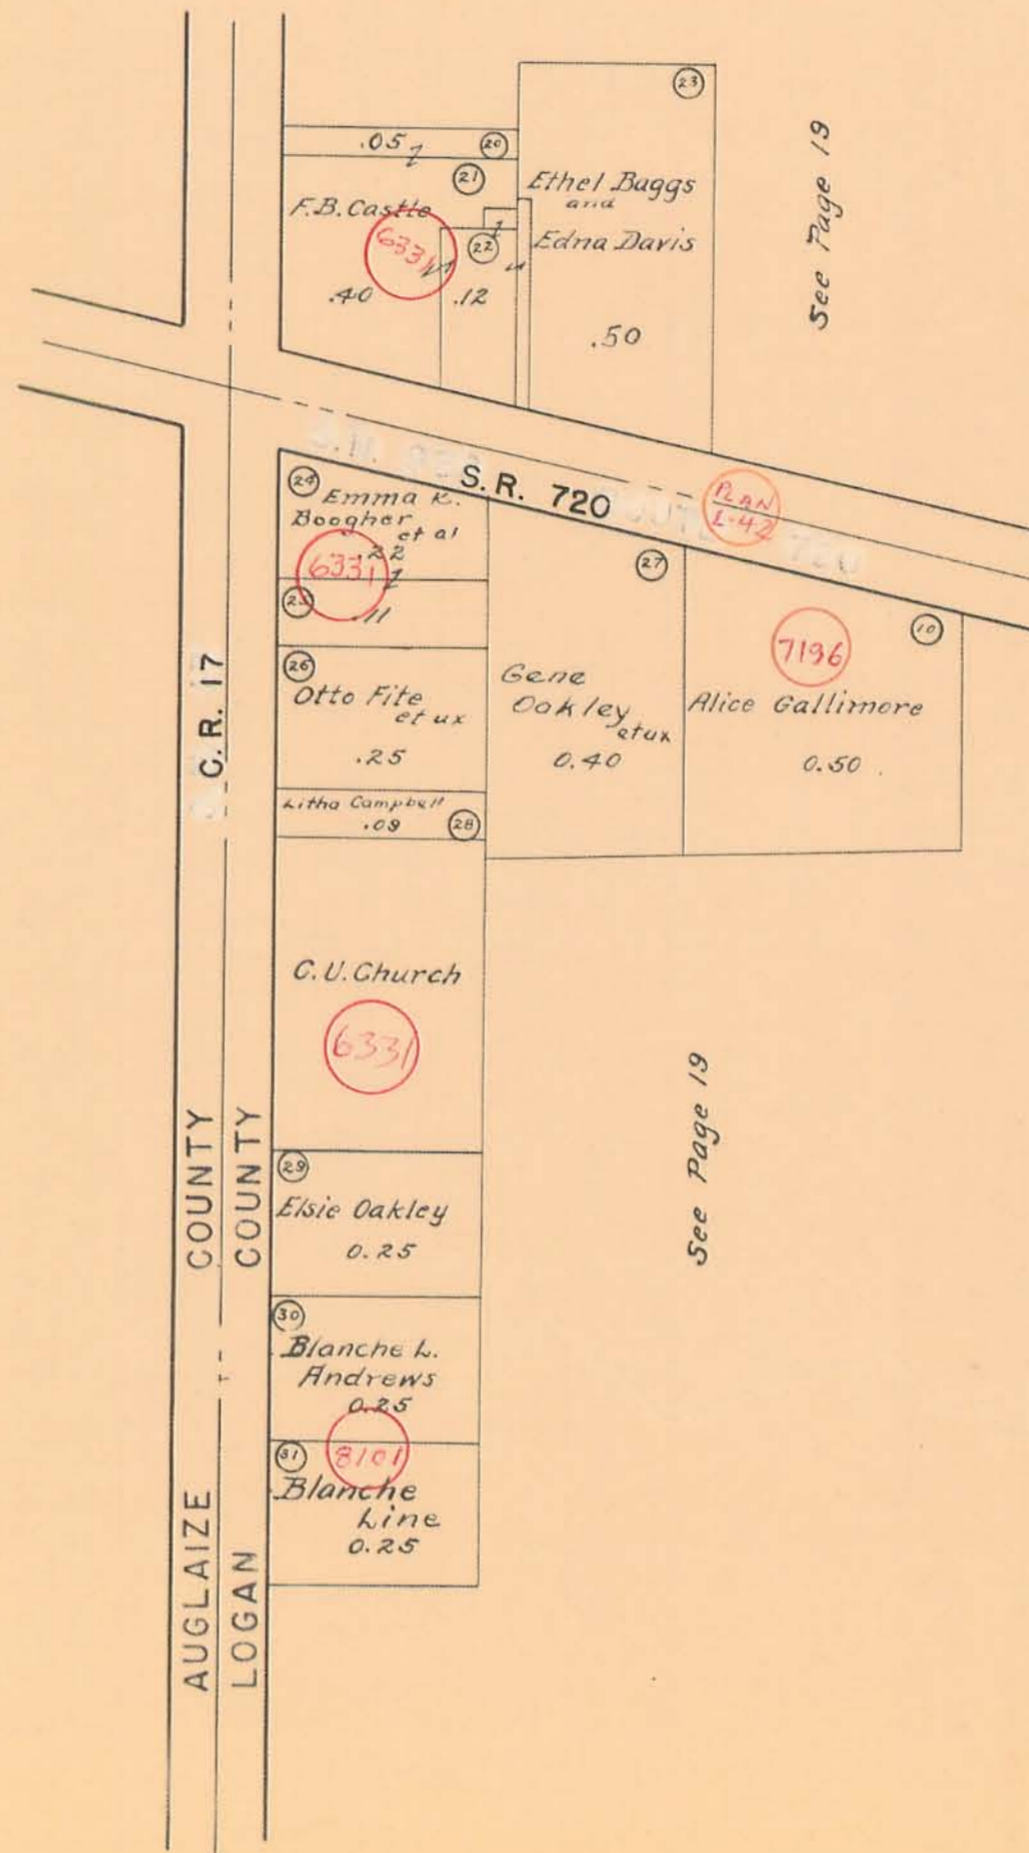 23
.05
20
21
F.B. Castle
6331
22
.40
.12
Ethel Baggs
and
Edna Davis
.50
See Page 19
S.R. 720
PLAN
L-42
24
Emma K.
Boogher
et al
.22
6331
25
.11
26
Otto Fite
et ux
.25
Litha Campbell
.09
28
27
Gene
Oakley
et ux
0.40
10
7196
Alice Gallimore
0.50
C.R. 17
C.U. Church
6331
29
Elsie Oakley
0.25
30
Blanche L.
Andrews
0.25
8101
31
Blanche
Line
0.25
See Page 19
AUGLAIZE COUNTY
LOGAN COUNTY